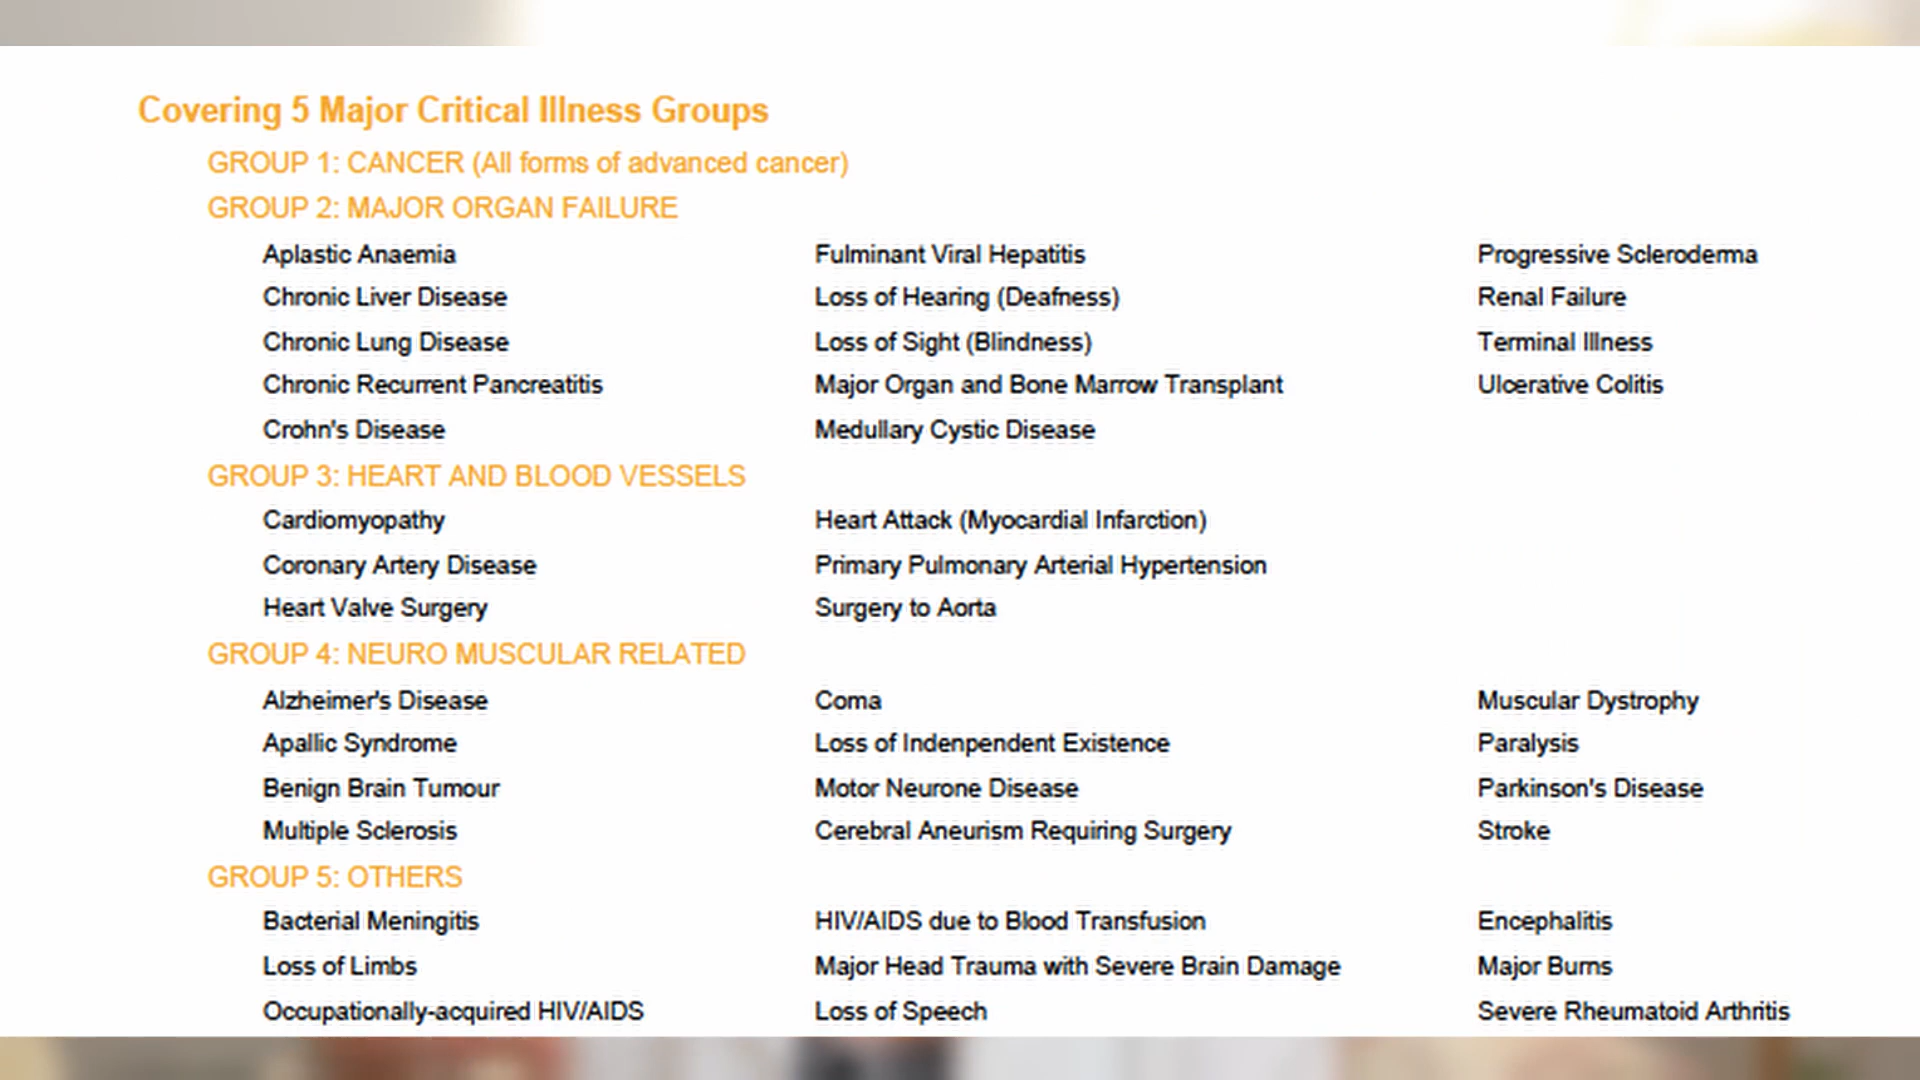 Covering 5 Major Critical Illness Groups
GROUP 1: CANCER (All forms of advanced cancer)
GROUP 2: MAJOR ORGAN FAILURE
Aplastic Anaemia Fulminant Viral Hepatitis Progressive Scleroderma
Chronic Liver Disease Loss of Hearing (Deafness) Renal Failure
Chronic Lung Disease Loss of Sight (Blindness) Terminal Illness
Chronic Recurrent Pancreatitis Major Organ and Bone Marrow Transplant Ulcerative Colitis
Crohn's Disease Medullary Cystic Disease
GROUP 3: HEART AND BLOOD VESSELS
Cardiomyopathy Heart Attack (Myocardial Infarction)
Coronary Artery Disease Primary Pulmonary Arterial Hypertension
Heart Valve Surgery Surgery to Aorta
GROUP 4: NEURO MUSCULAR RELATED
Alzheimer's Disease Coma Muscular Dystrophy
Apallic Syndrome Loss of Indenpendent Existence Paralysis
Benign Brain Tumour Motor Neurone Disease Parkinson's Disease
Multiple Sclerosis Cerebral Aneurism Requiring Surgery Stroke
GROUP 5: OTHERS
Bacterial Meningitis HIV/AIDS due to Blood Transfusion Encephalitis
Loss of Limbs Major Head Trauma with Severe Brain Damage Major Burns
Occupationally-acquired HIV/AIDS Loss of Speech Severe Rheumatoid Arthritis